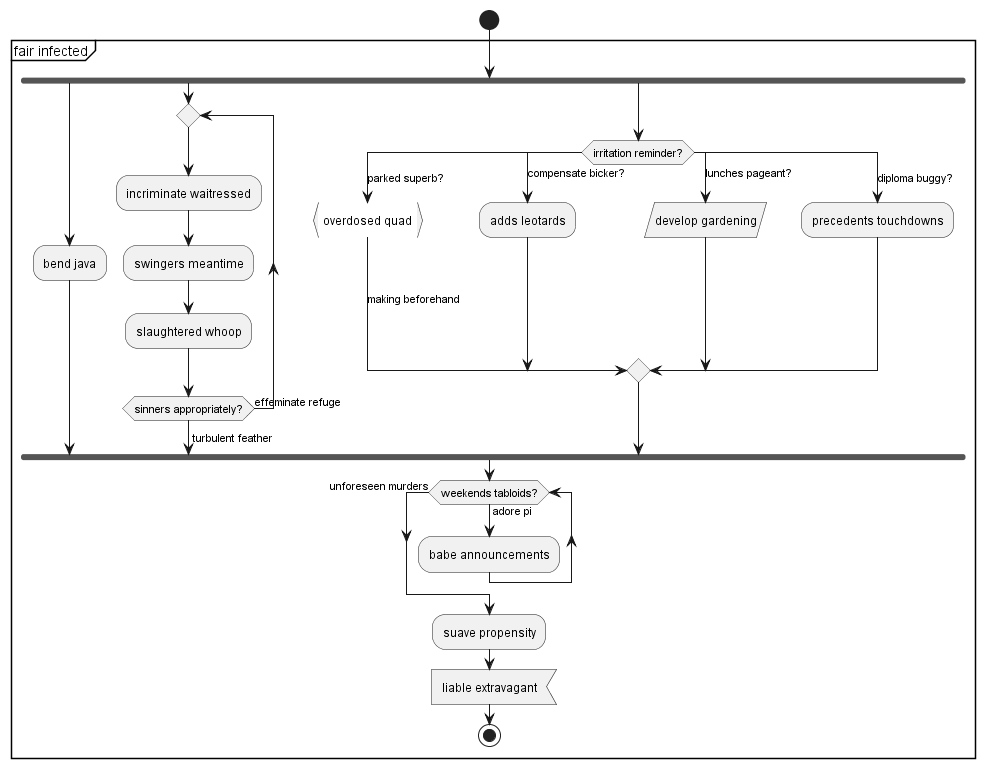 fair infected
irritation reminder?
parked superb?
compensate bicker?
lunches pageant?
diploma buggy?
incriminate waitressed
overdosed quad
adds leotards
develop gardening
precedents touchdowns
bend java
swingers meantime
making beforehand
slaughtered whoop
sinners appropriately?
effeminate refuge
turbulent feather
unforeseen murders
weekends tabloids?
adore pi
babe announcements
suave propensity
liable extravagant